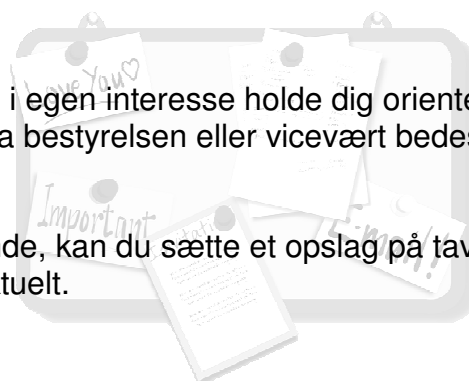 Love You♡
i egen interesse holde dig oriente
a bestyrelsen eller vicevært bedes
Important
E-mail!!
de, kan du sætte et opslag på tav
tuelt.